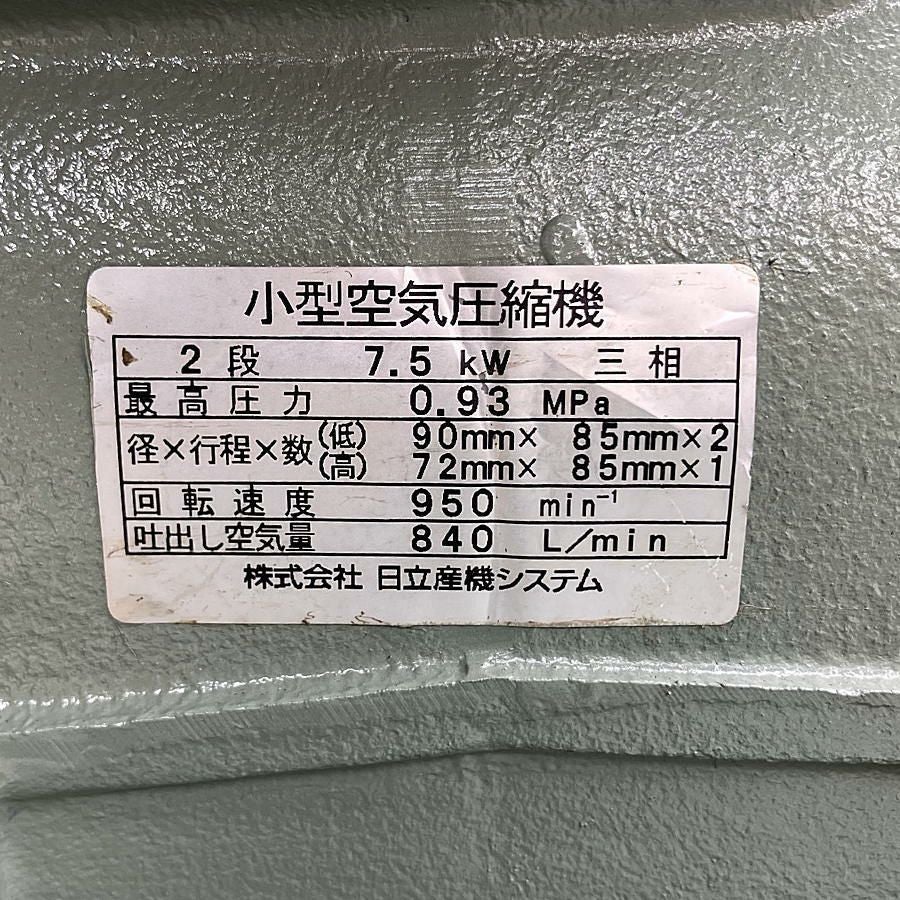 小型空気圧縮機
2段 7.5 kW 三相
最高圧力 0.93 MPa
径×行程×数 (低) 90mm× 85mm×2
(高) 72mm× 85mm×1
回転速度 950 min⁻¹
吐出し空気量 840 L/min
株式会社 日立産機システム